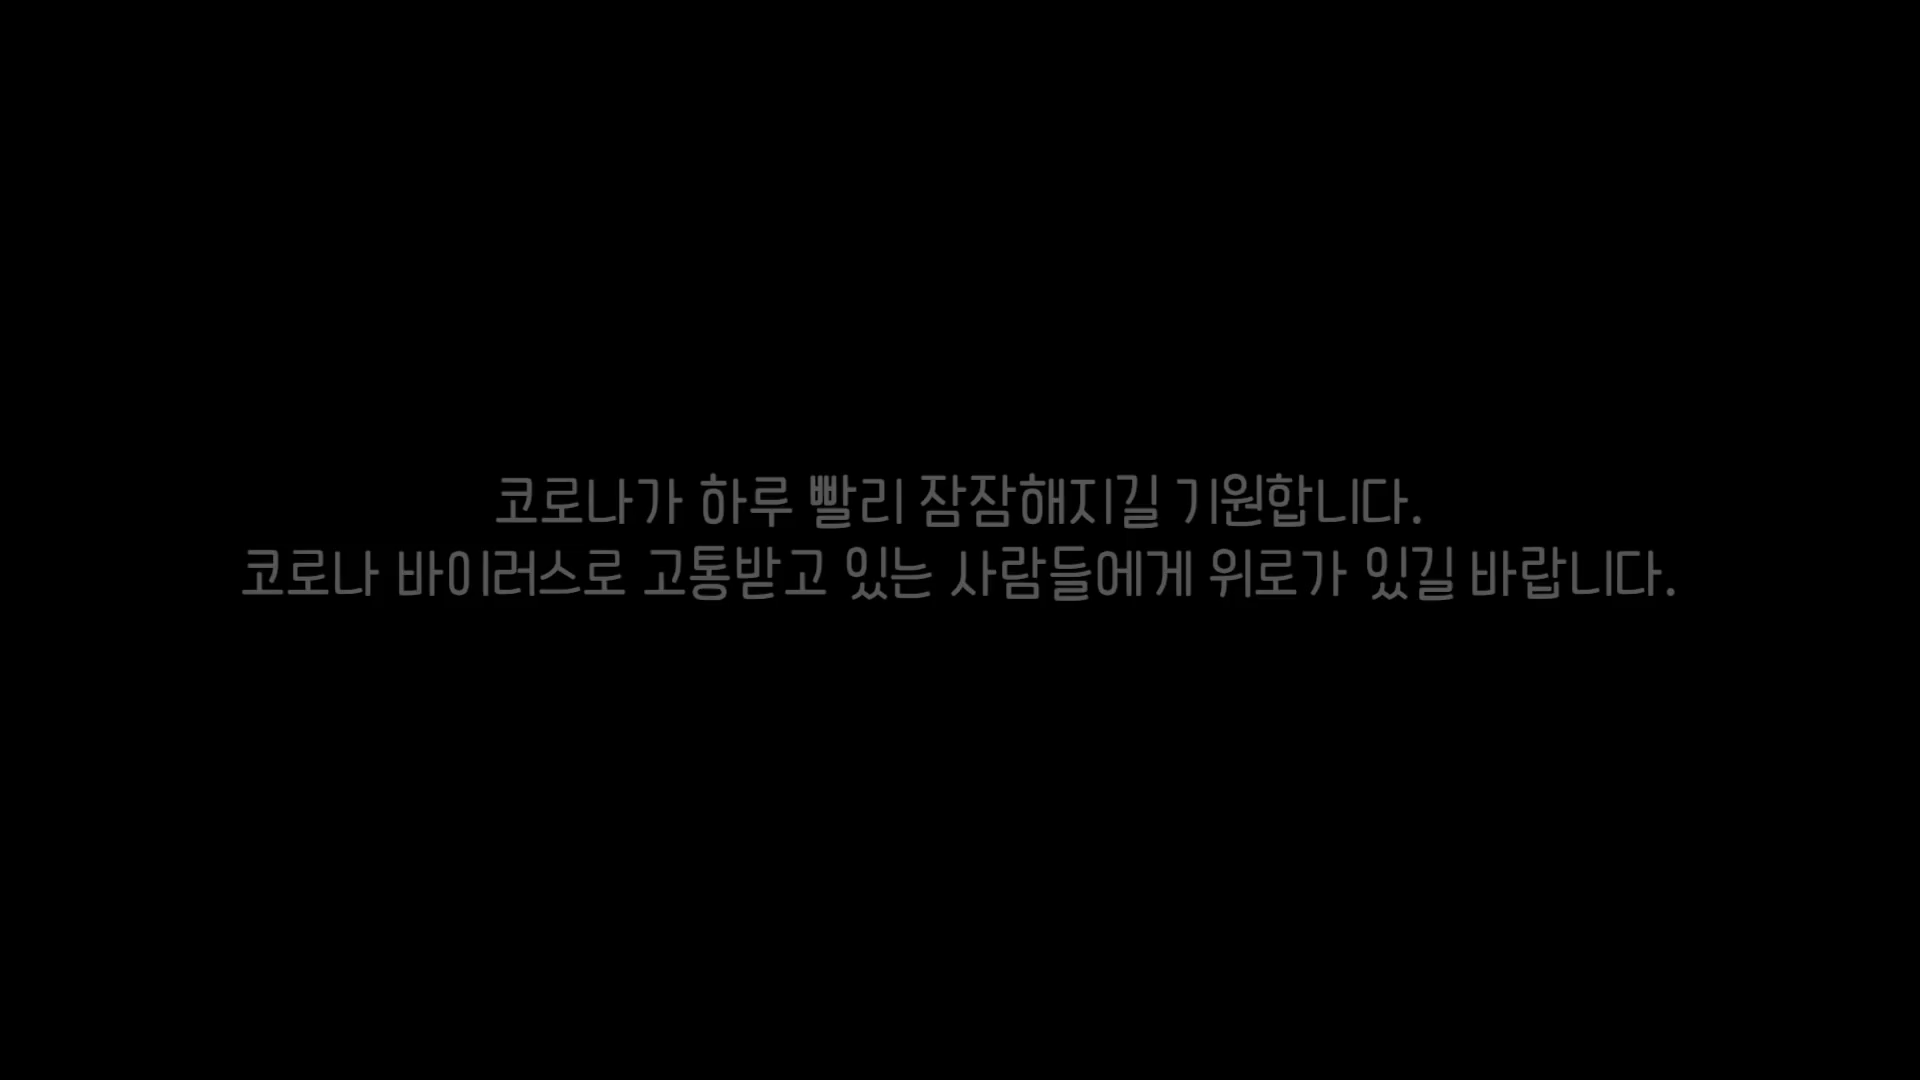 코로나가 하루 빨리 잠잠해지길 기원합니다.
코로나 바이러스로 고통받고 있는 사람들에게 위로가 있길 바랍니다.